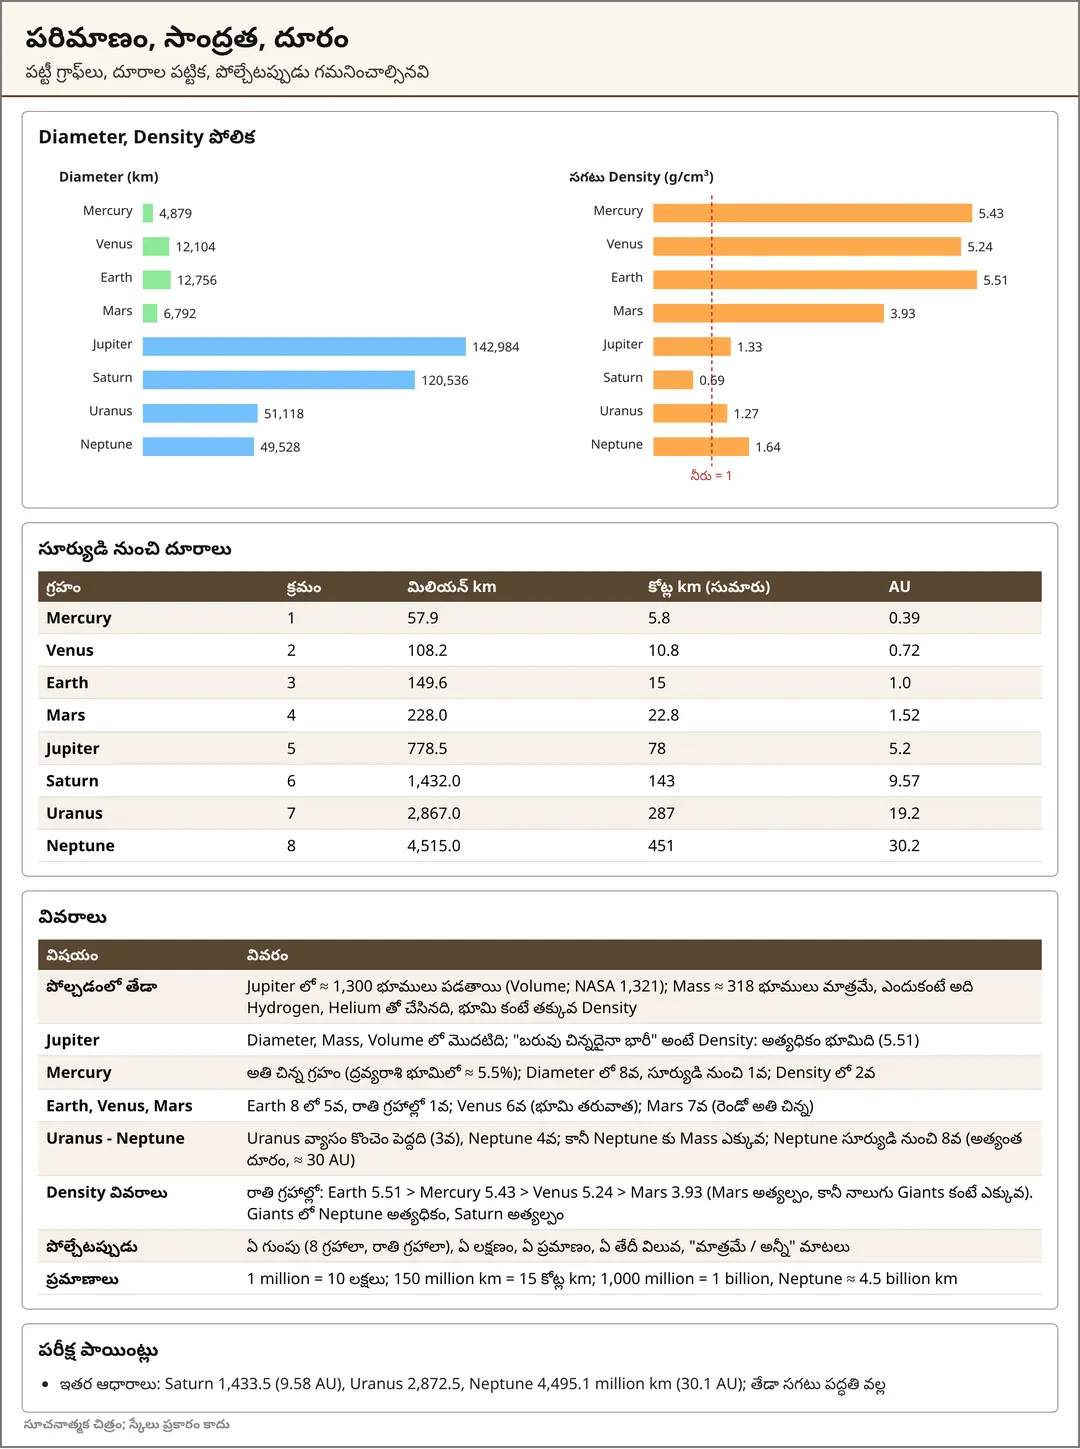 పరిమాణం, సాంద్రత, దూరం
పట్టీ గ్రాఫ్‌లు, దూరాల పట్టిక, పోల్చేటప్పుడు గమనించాల్సినవి
Diameter, Density పోలిక
Diameter (km)
Mercury 4,879
Venus 12,104
Earth 12,756
Mars 6,792
Jupiter 142,984
Saturn 120,536
Uranus 51,118
Neptune 49,528
సగటు Density (g/cm³)
Mercury 5.43
Venus 5.24
Earth 5.51
Mars 3.93
Jupiter 1.33
Saturn 0.69
Uranus 1.27
Neptune 1.64
నీరు = 1
సూర్యుడి నుంచి దూరాలు
గ్రహం క్రమం మిలియన్ km కోట్ల km (సుమారు) AU
Mercury 1 57.9 5.8 0.39
Venus 2 108.2 10.8 0.72
Earth 3 149.6 15 1.0
Mars 4 228.0 22.8 1.52
Jupiter 5 778.5 78 5.2
Saturn 6 1,432.0 143 9.57
Uranus 7 2,867.0 287 19.2
Neptune 8 4,515.0 451 30.2
వివరాలు
విషయం వివరం
పోల్చడంలో తేడా Jupiter లో ≈ 1,300 భూములు పడతాయి (Volume; NASA 1,321); Mass ≈ 318 భూములు మాత్రమే, ఎందుకంటే అది
Hydrogen, Helium తో చేసినది, భూమి కంటే తక్కువ Density
Jupiter Diameter, Mass, Volume లో మొదటిది; "బరువు చిన్నదైనా భారీ" అంటే Density: అత్యధికం భూమిది (5.51)
Mercury అతి చిన్న గ్రహం (ద్రవ్యరాశి భూమిలో ≈ 5.5%); Diameter లో 8వ, సూర్యుడి నుంచి 1వ; Density లో 2వ
Earth, Venus, Mars Earth 8 లో 5వ, రాతి గ్రహాల్లో 1వ; Venus 6వ (భూమి తరువాత); Mars 7వ (రెండో అతి చిన్న)
Uranus - Neptune Uranus వ్యాసం కొంచెం పెద్దది (3వ), Neptune 4వ; కానీ Neptune కు Mass ఎక్కువ; Neptune సూర్యుడి నుంచి 8వ (అత్యంత
దూరం, ≈ 30 AU)
Density వివరాలు రాతి గ్రహాల్లో: Earth 5.51 > Mercury 5.43 > Venus 5.24 > Mars 3.93 (Mars అత్యల్పం, కానీ నాలుగు Giants కంటే ఎక్కువ).
Giants లో Neptune అత్యధికం, Saturn అత్యల్పం
పోల్చేటప్పుడు ఏ గుంపు (8 గ్రహాలా, రాతి గ్రహాలా), ఏ లక్షణం, ఏ ప్రమాణం, ఏ తేదీ విలువ, "మాత్రమే / అన్నీ" మాటలు
ప్రమాణాలు 1 million = 10 లక్షలు; 150 million km = 15 కోట్ల km; 1,000 million = 1 billion, Neptune ≈ 4.5 billion km
పరీక్ష పాయింట్లు
• ఇతర ఆధారాలు: Saturn 1,433.5 (9.58 AU), Uranus 2,872.5, Neptune 4,495.1 million km (30.1 AU); తేడా సగటు పద్ధతి వల్ల
సూచనాత్మక చిత్రం; స్కేలు ప్రకారం కాదు